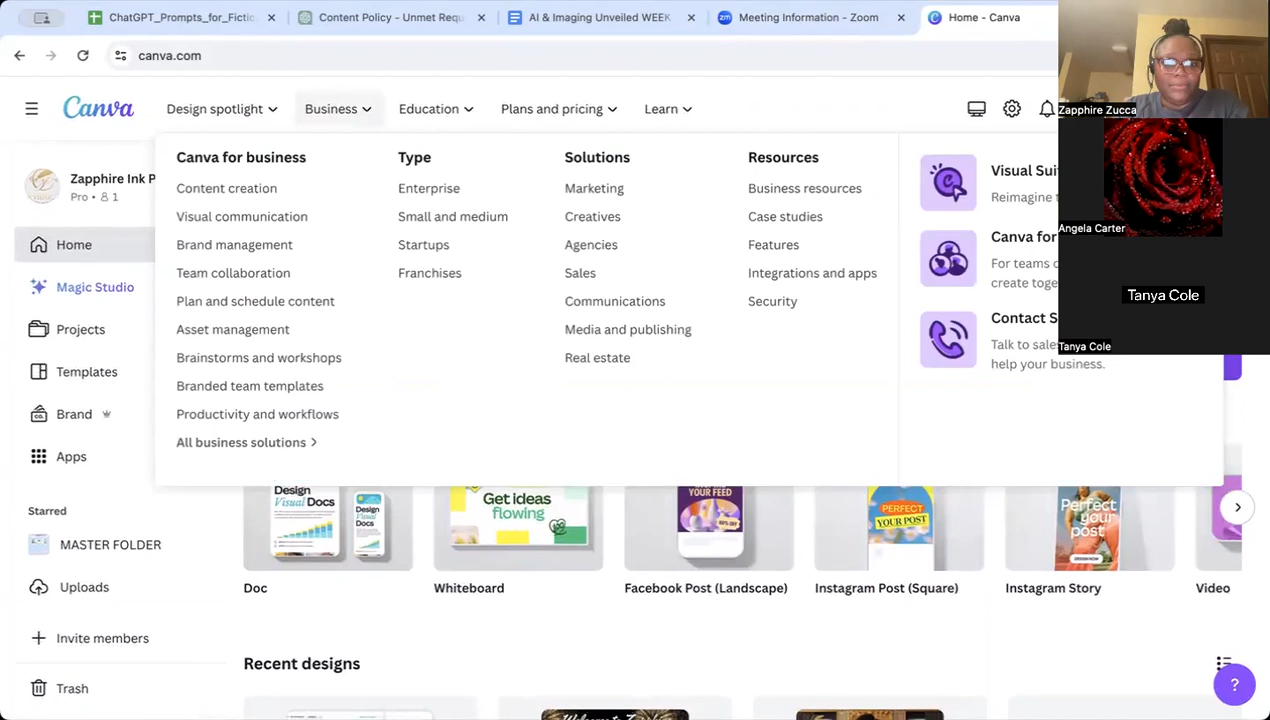 ChatGPT_Prompts_for_Fictic
Content Policy - Unmet Requ
AI & Imaging Unveiled WEEK
Meeting Information - Zoom
Home - Canva
canva.com
Canva
Design spotlight
Business
Education
Plans and pricing
Learn
Zapphire Ink P
Pro • 1
Home
Magic Studio
Projects
Templates
Brand
Apps
Starred
MASTER FOLDER
Uploads
Invite members
Trash
Canva for business
Content creation
Visual communication
Brand management
Team collaboration
Plan and schedule content
Asset management
Brainstorms and workshops
Branded team templates
Productivity and workflows
All business solutions
Type
Enterprise
Small and medium
Startups
Franchises
Solutions
Marketing
Creatives
Agencies
Sales
Communications
Media and publishing
Real estate
Resources
Business resources
Case studies
Features
Integrations and apps
Security
Visual Sui
Reimagine t
Canva for
For teams o
create toge
Contact S
Talk to sale
help your business.
Zapphire Zucca
Angela Carter
Tanya Cole
Tanya Cole
Design
Visual Docs
Design
Visual Docs
Get ideas
flowing
YOUR FEED
PERFECT
YOUR POST
Perfect
your
post
Doc
Whiteboard
Facebook Post (Landscape)
Instagram Post (Square)
Instagram Story
Video
Recent designs
?